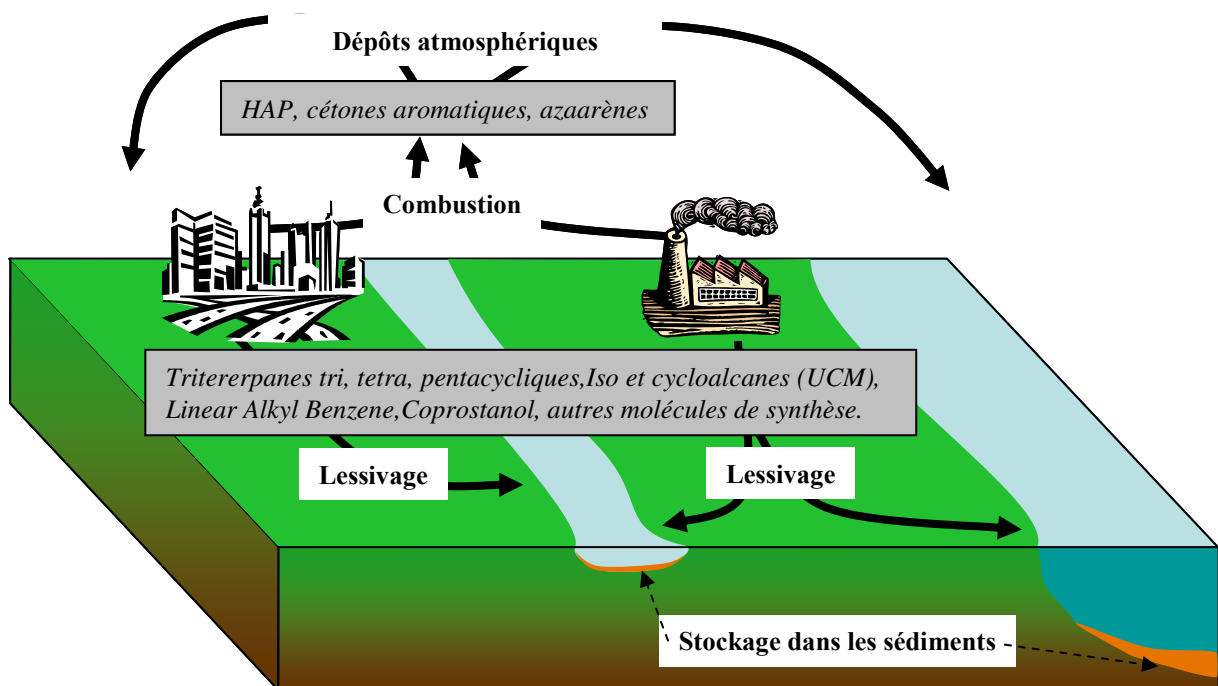 Dépôts atmosphériques
HAP, cétones aromatiques, azaarènes
Combustion
Tritererpanes tri, tetra, pentacycliques,Iso et cycloalcanes (UCM),
Linear Alkyl Benzene,Coprostanol, autres molécules de synthèse.
Lessivage
Lessivage
Stockage dans les sédiments